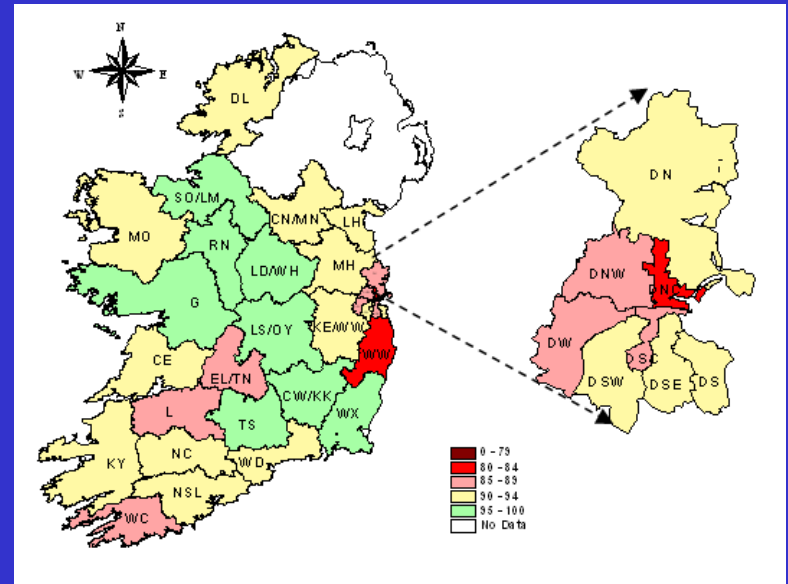 N
W E
S
DL
SO/LM
CN/MN
LH
MO
RN
LD/WH
MH
G
LS/OY
KE/WW
WW
CE
EL/TN
CW/KK
L
TS
WX
KY
NC
WD
NSL
WC
DN
DNW
DNC
DW
DSC
DSW
DSE
DS
0 - 79
80 - 84
85 - 89
90 - 94
95 - 100
No Data